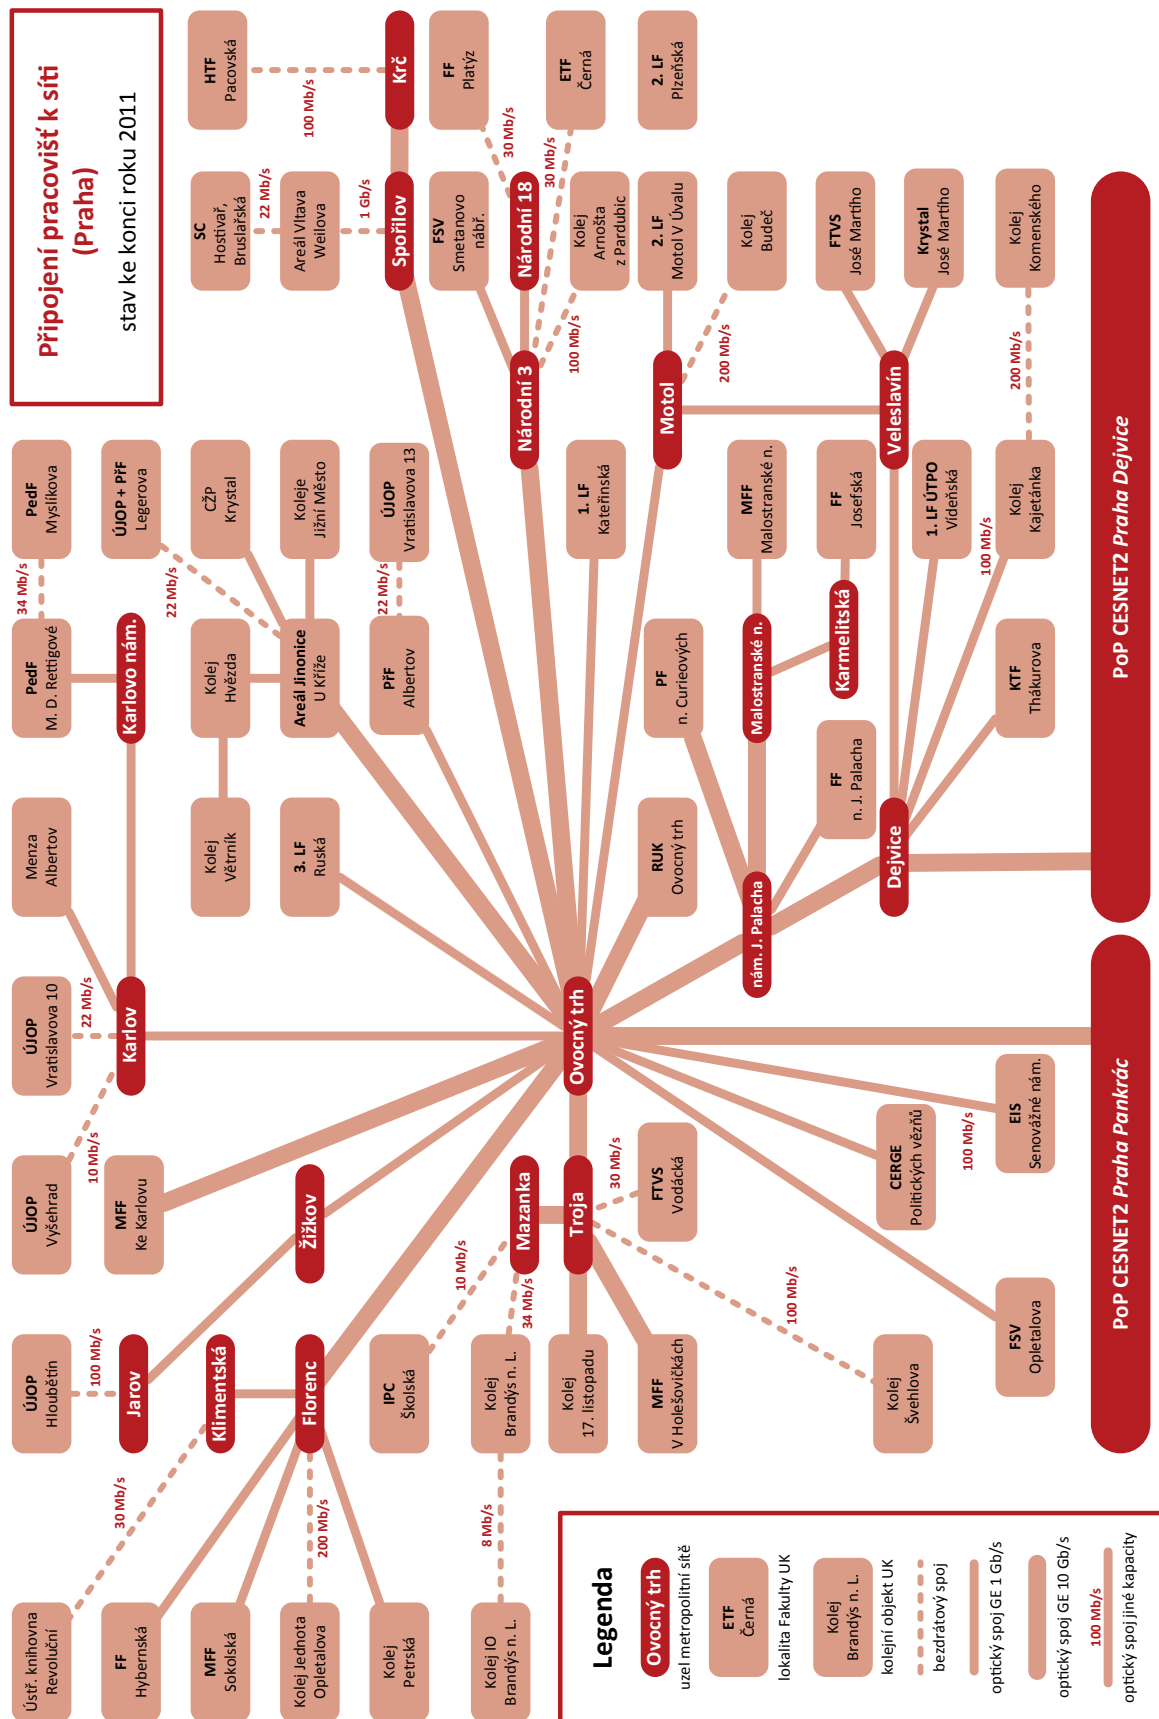 Připojení pracovišť k síti
(Praha)
stav ke konci roku 2011
Ústř. knihovna
Revoluční
30 Mb/s
FF
Hybernská
MFF
Sokolská
Kolej Jednota
Opletalova
200 Mb/s
Kolej
Petrská
Kolej IO
Brandýs n. L.
8 Mb/s
ÚJOP
Hloubětín
100 Mb/s
Jarov
Klimentská
Florenc
IPC
Školská
10 Mb/s
Kolej
Brandýs n. L.
34 Mb/s
Kolej
17. listopadu
MFF
V Holešovičkách
Kolej
Švehlova
100 Mb/s
FSV
Opletalova
ÚJOP
Vyšehrad
10 Mb/s
MFF
Ke Karlovu
Žižkov
Mazanka
Troja
30 Mb/s
FTVS
Vodácká
CERGE
Politických vězňů
EIS
Senovážné nám.
100 Mb/s
ÚJOP
Vratislavova 10
22 Mb/s
Karlov
Ovocný trh
Menza
Albertov
Kolej
Větrník
3. LF
Ruská
RUK
Ovocný trh
nám. J. Palacha
FF
n. J. Palacha
Dejvice
PedF
M. D. Rettigové
34 Mb/s
PedF
Myslíkova
Karlovo nám.
ÚJOP + PřF
Legerova
22 Mb/s
Kolej
Hvězda
CŽP
Krystal
Areál Jinonice
U Kříže
Koleje
Jižní Město
PřF
Albertov
22 Mb/s
ÚJOP
Vratislavova 13
1. LF
Kateřinská
PF
n. Curieových
Malostranské n.
MFF
Malostranské n.
Karmelitská
FF
Josefská
1. LF ÚTPO
Vídeňská
100 Mb/s
Kolej
Kajetánka
KTF
Thákurova
HTF
Pacovská
100 Mb/s
SC
Hostivař,
Bruslařská
22 Mb/s
Areál Vltava
Weilova
1 Gb/s
Spořilov
Krč
FSV
Smetanovo
nábř.
FF
Platýz
30 Mb/s
Národní 3
Národní 18
30 Mb/s
ETF
Černá
100 Mb/s
Kolej
Arnošta
z Pardubic
Motol
2. LF
Motol V Úvalu
2. LF
Plzeňská
200 Mb/s
Kolej
Budeč
Veleslavín
FTVS
José Martího
Krystal
José Martího
200 Mb/s
Kolej
Komenského
PoP CESNET2 Praha Pankrác
PoP CESNET2 Praha Dejvice
Legenda
Ovocný trh
uzel metropolitní sítě
ETF
Černá
lokalita Fakulty UK
Kolej
Brandýs n. L.
kolejní objekt UK
bezdrátový spoj
optický spoj GE 1 Gb/s
optický spoj GE 10 Gb/s
100 Mb/s
optický spoj jiné kapacity